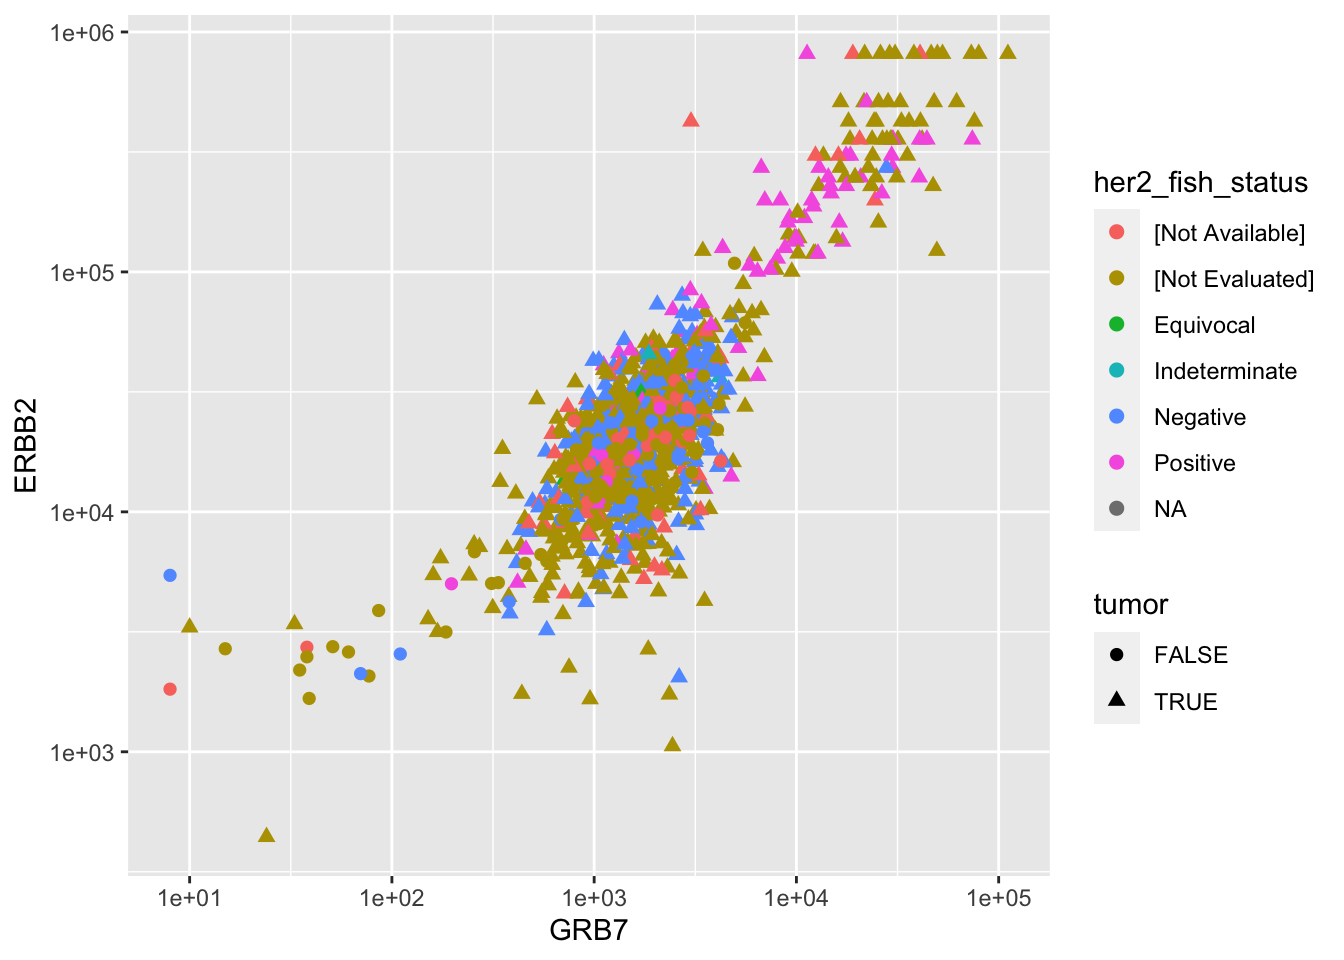 1e+06
1e+05
1e+04
1e+03
ERBB2
1e+01
1e+02
1e+03
1e+04
1e+05
GRB7
her2_fish_status
[Not Available]
[Not Evaluated]
Equivocal
Indeterminate
Negative
Positive
NA
tumor
FALSE
TRUE